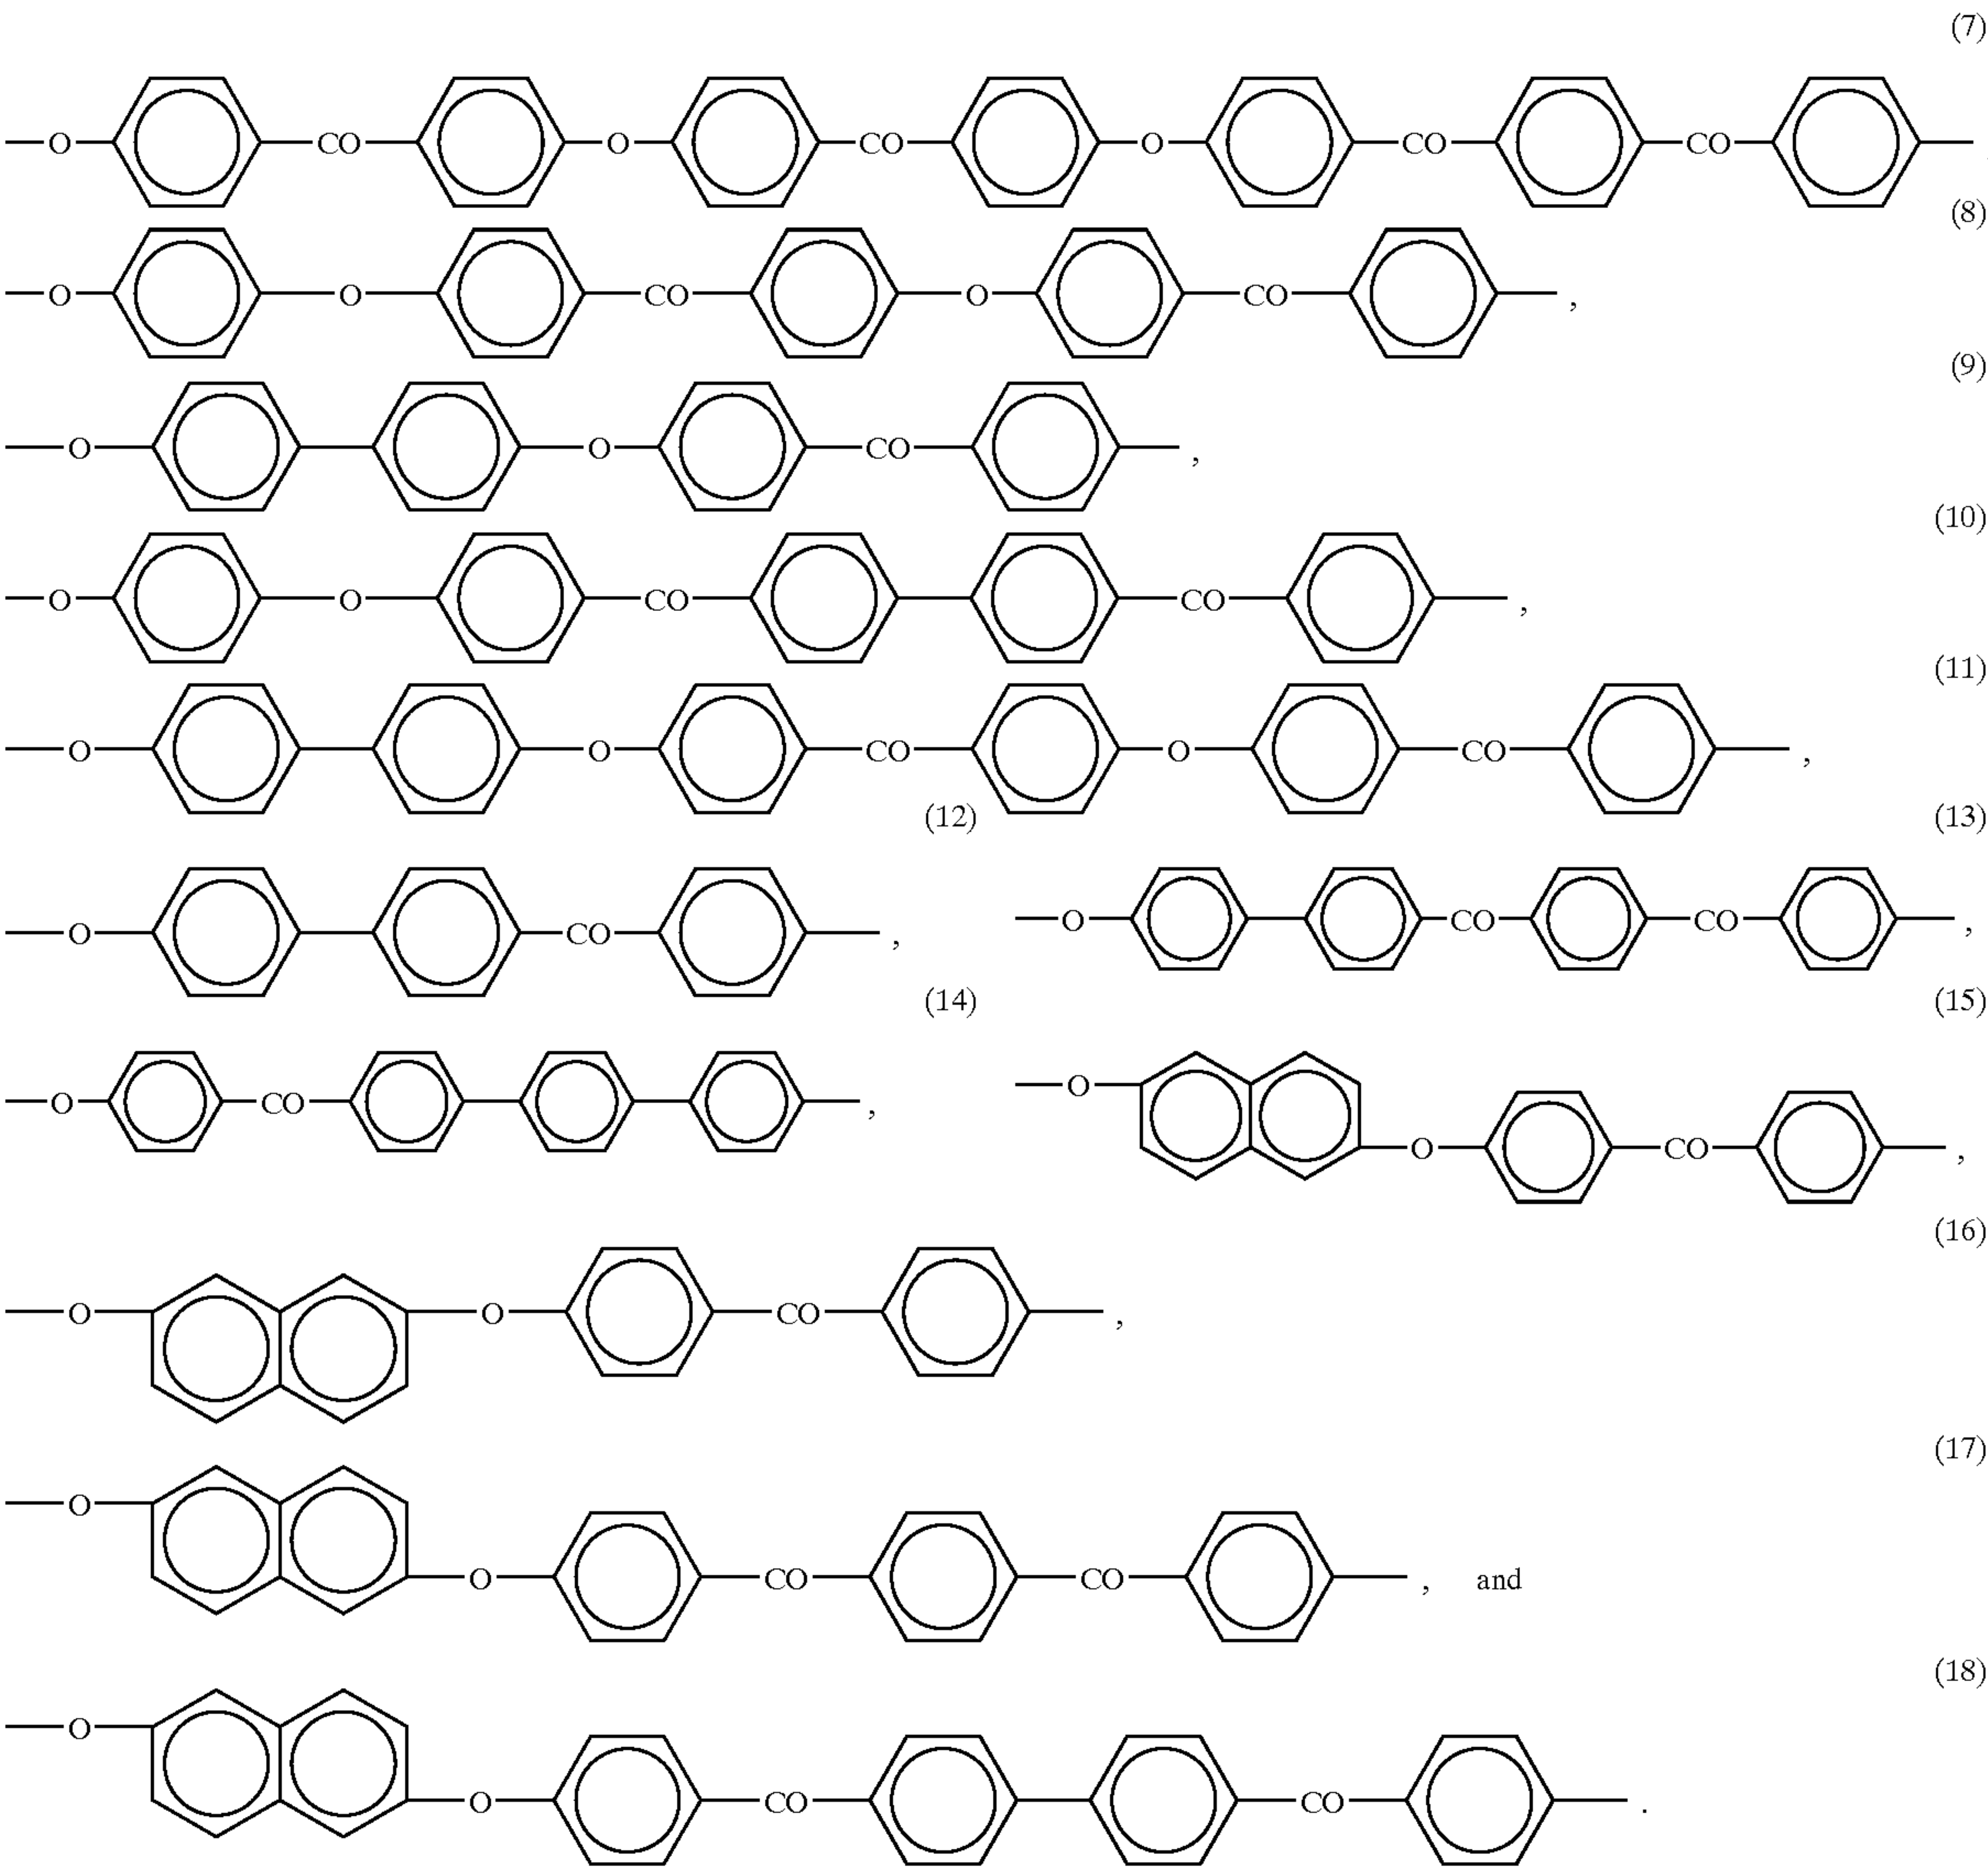 (7)
O CO O CO O CO CO
(8)
O O CO O CO ,
(9)
O O CO ,
(10)
O O CO CO ,
(11)
O O CO O CO ,
(12) (13)
O CO , O CO CO ,
(14) (15)
O CO , O O CO ,
(16)
O O CO ,
(17)
O O CO CO , and
(18)
O O CO CO .